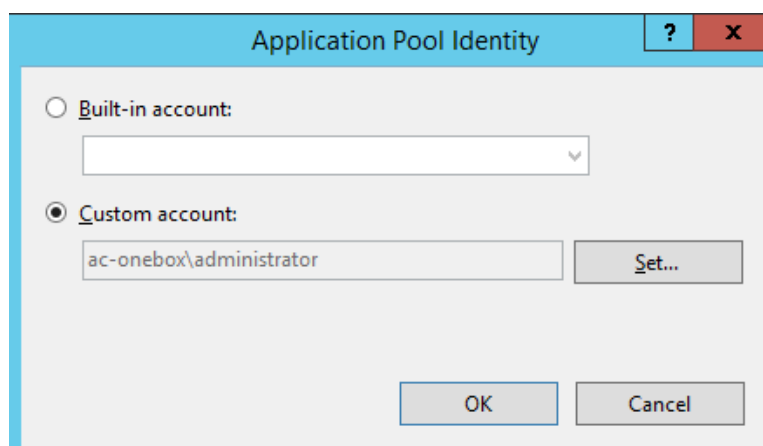 Application Pool Identity
? x
Built-in account:
Custom account:
ac-onebox\administrator
Set...
OK Cancel